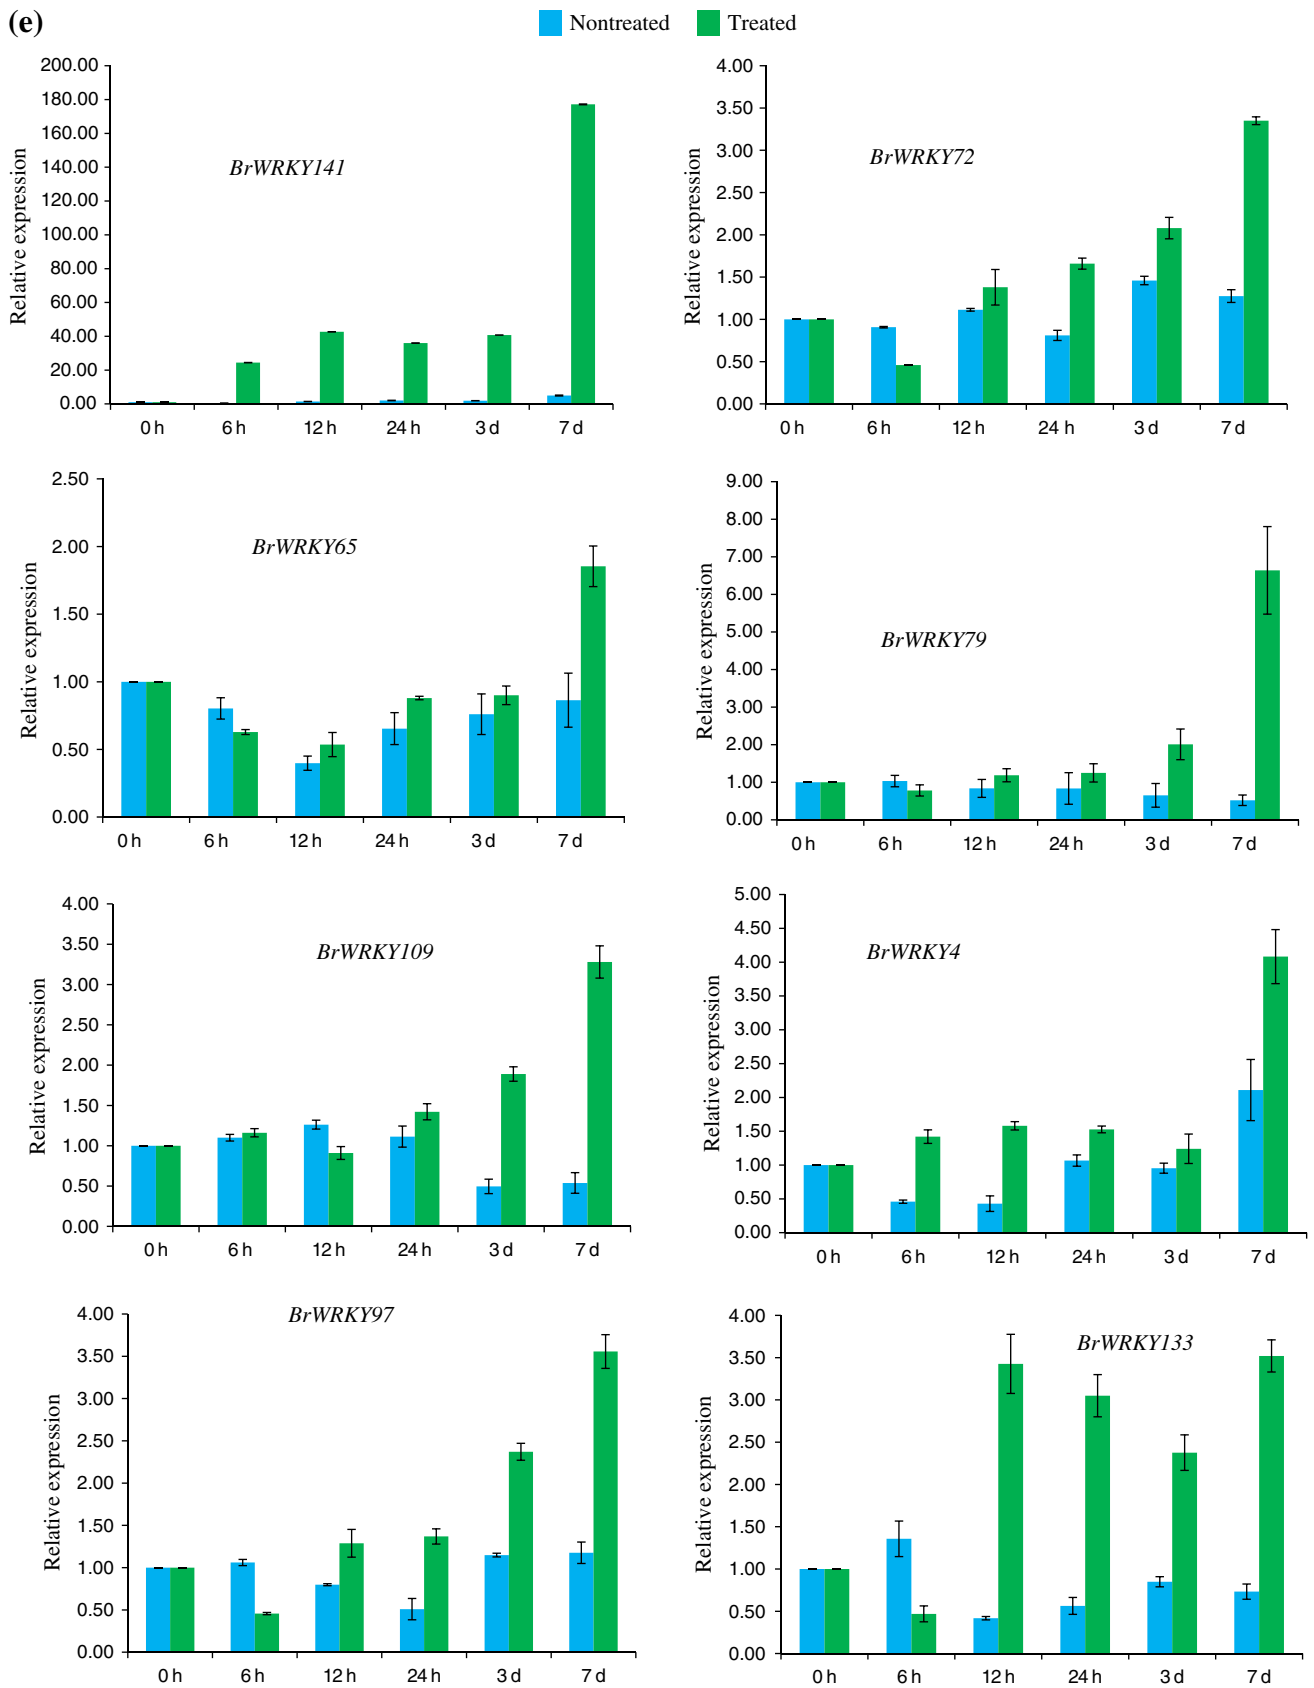 (e)
Nontreated Treated
200.00
180.00
160.00
140.00
120.00
100.00
80.00
60.00
40.00
20.00
0.00
Relative expression
BrWRKY141
0 h 6 h 12 h 24 h 3 d 7 d
4.00
3.50
3.00
2.50
2.00
1.50
1.00
0.50
0.00
Relative expression
BrWRKY72
0 h 6 h 12 h 24 h 3 d 7 d
2.50
2.00
1.50
1.00
0.50
0.00
Relative expression
BrWRKY65
0 h 6 h 12 h 24 h 3 d 7 d
9.00
8.00
7.00
6.00
5.00
4.00
3.00
2.00
1.00
0.00
Relative expression
BrWRKY79
0 h 6 h 12 h 24 h 3 d 7 d
4.00
3.50
3.00
2.50
2.00
1.50
1.00
0.50
0.00
Relative expression
BrWRKY109
0 h 6 h 12 h 24 h 3 d 7 d
5.00
4.50
4.00
3.50
3.00
2.50
2.00
1.50
1.00
0.50
0.00
Relative expression
BrWRKY4
0 h 6 h 12 h 24 h 3 d 7 d
4.00
3.50
3.00
2.50
2.00
1.50
1.00
0.50
0.00
Relative expression
BrWRKY97
0 h 6 h 12 h 24 h 3 d 7 d
4.00
3.50
3.00
2.50
2.00
1.50
1.00
0.50
0.00
Relative expression
BrWRKY133
0 h 6 h 12 h 24 h 3 d 7 d